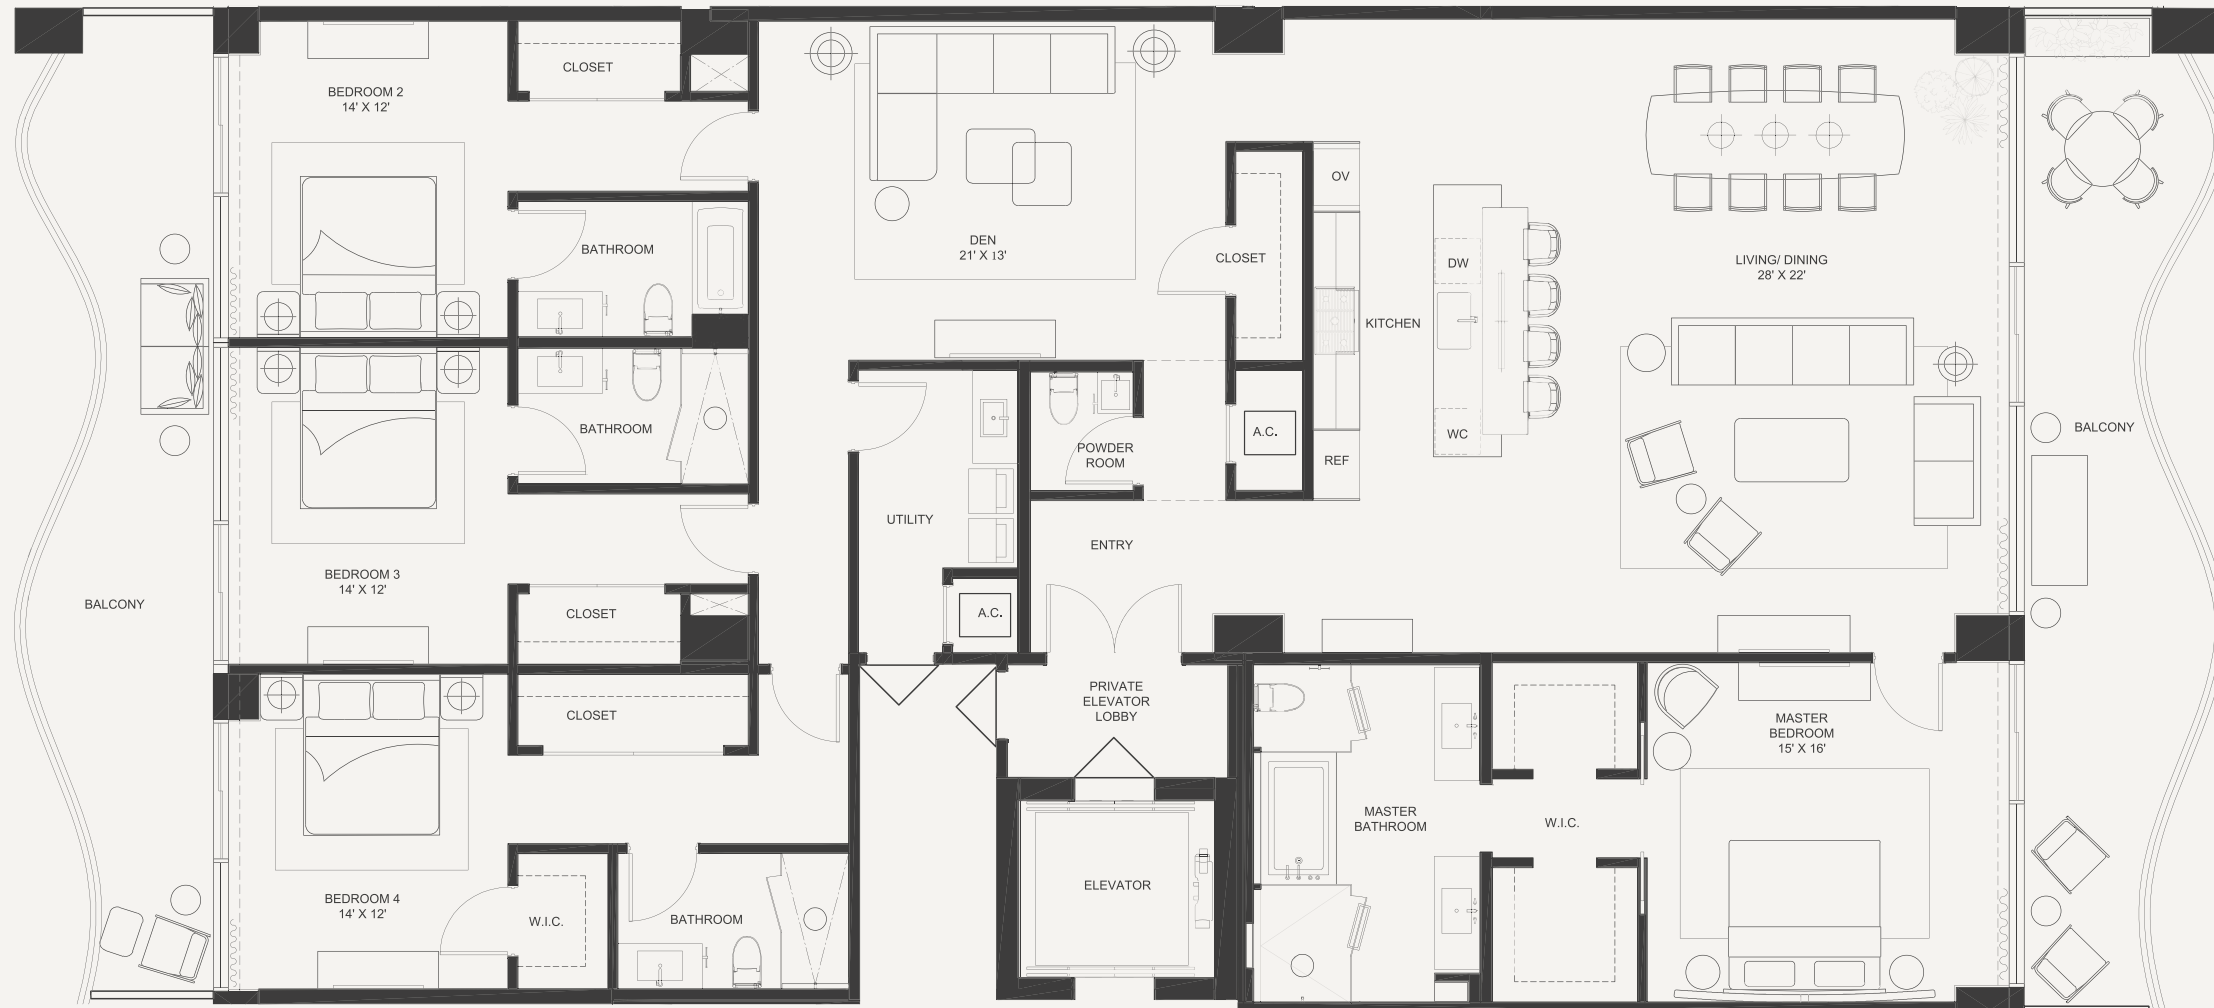 BEDROOM 2
14' X 12'
CLOSET
BATHROOM
DEN
21' X 13'
CLOSET
OV
KITCHEN
DW
WC
REF
LIVING/ DINING
28' X 22'
BALCONY
BATHROOM
POWDER
ROOM
A.C.
UTILITY
ENTRY
BEDROOM 3
14' X 12'
CLOSET
BALCONY
A.C.
CLOSET
PRIVATE
ELEVATOR
LOBBY
MASTER
BEDROOM
15' X 16'
MASTER
BATHROOM
W.I.C.
ELEVATOR
BEDROOM 4
14' X 12'
W.I.C.
BATHROOM